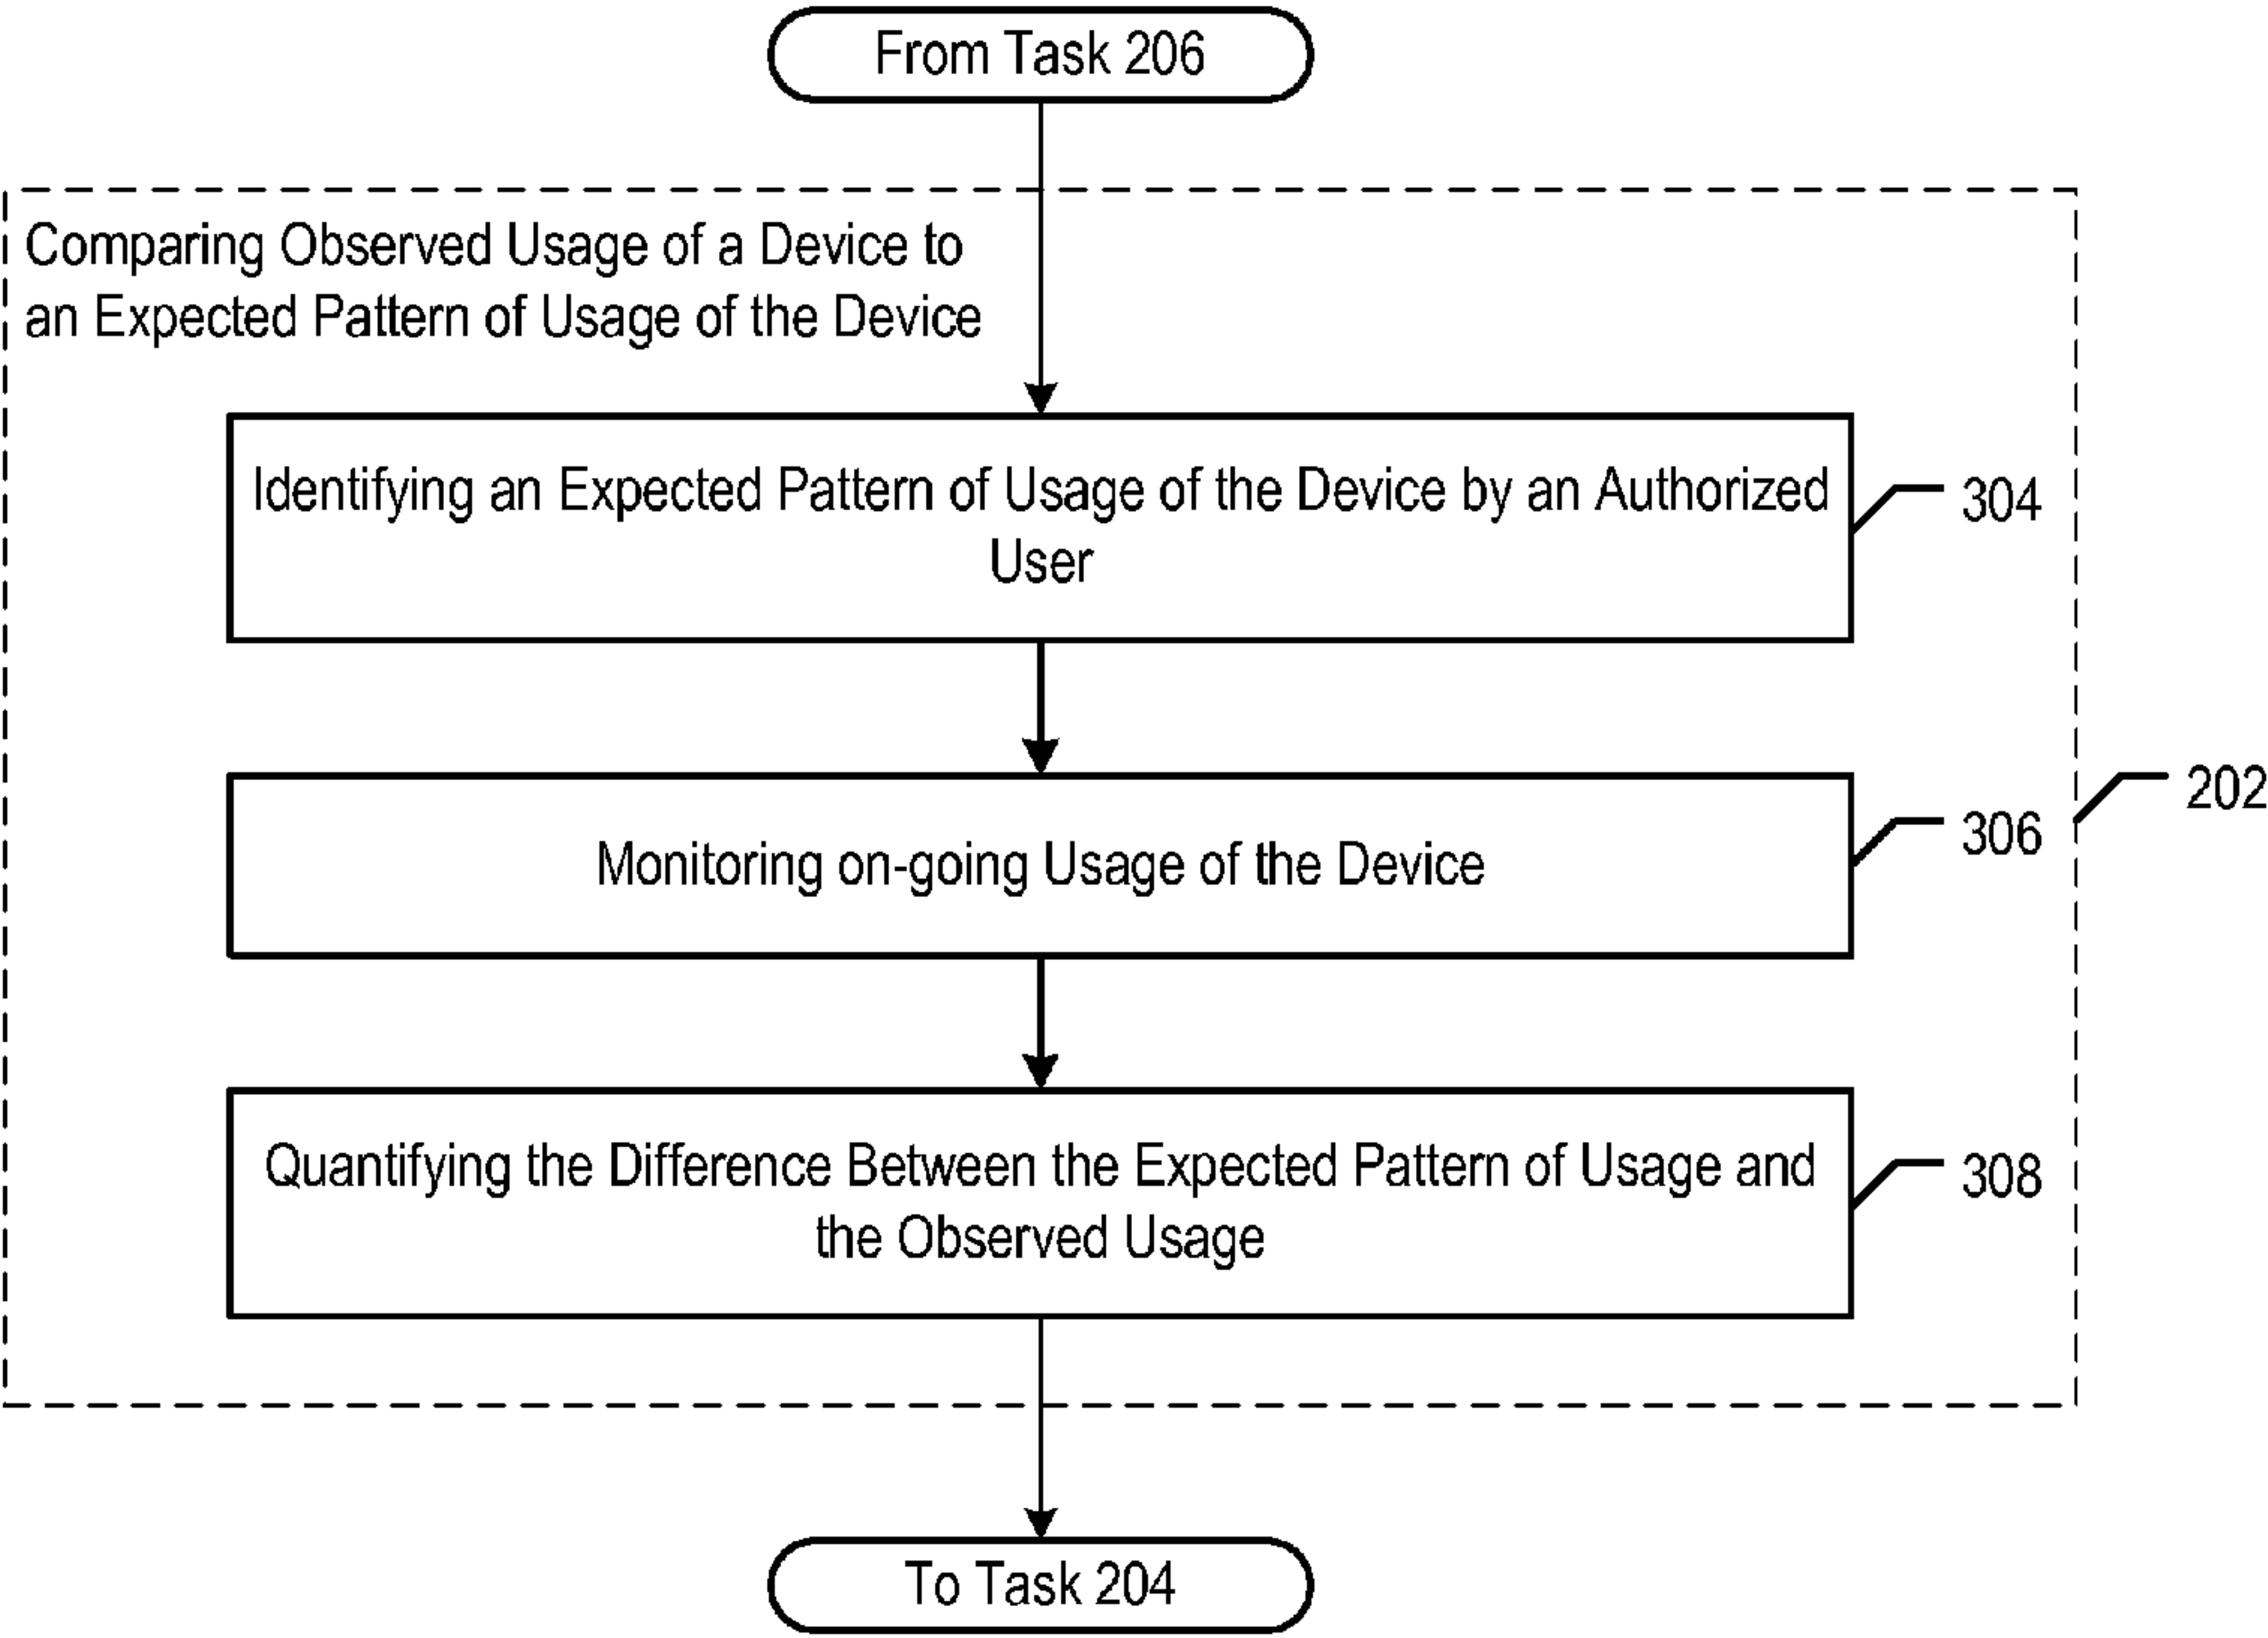 From Task 206
Comparing Observed Usage of a Device to
an Expected Pattern of Usage of the Device
Identifying an Expected Pattern of Usage of the Device by an Authorized
User
304
Monitoring on-going Usage of the Device
306
202
Quantifying the Difference Between the Expected Pattern of Usage and
the Observed Usage
308
To Task 204